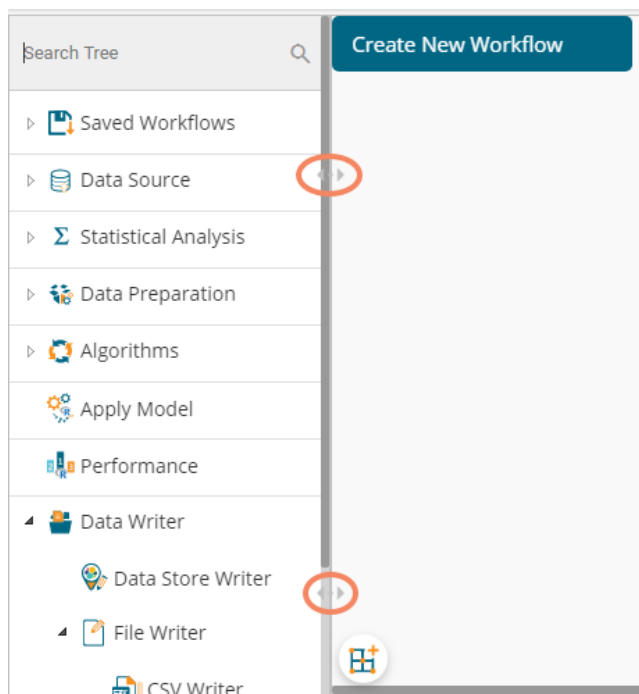 Search Tree
Create New Workflow
Saved Workflows
Data Source
Σ Statistical Analysis
Data Preparation
Algorithms
Apply Model
Performance
Data Writer
Data Store Writer
File Writer
CSV Writer